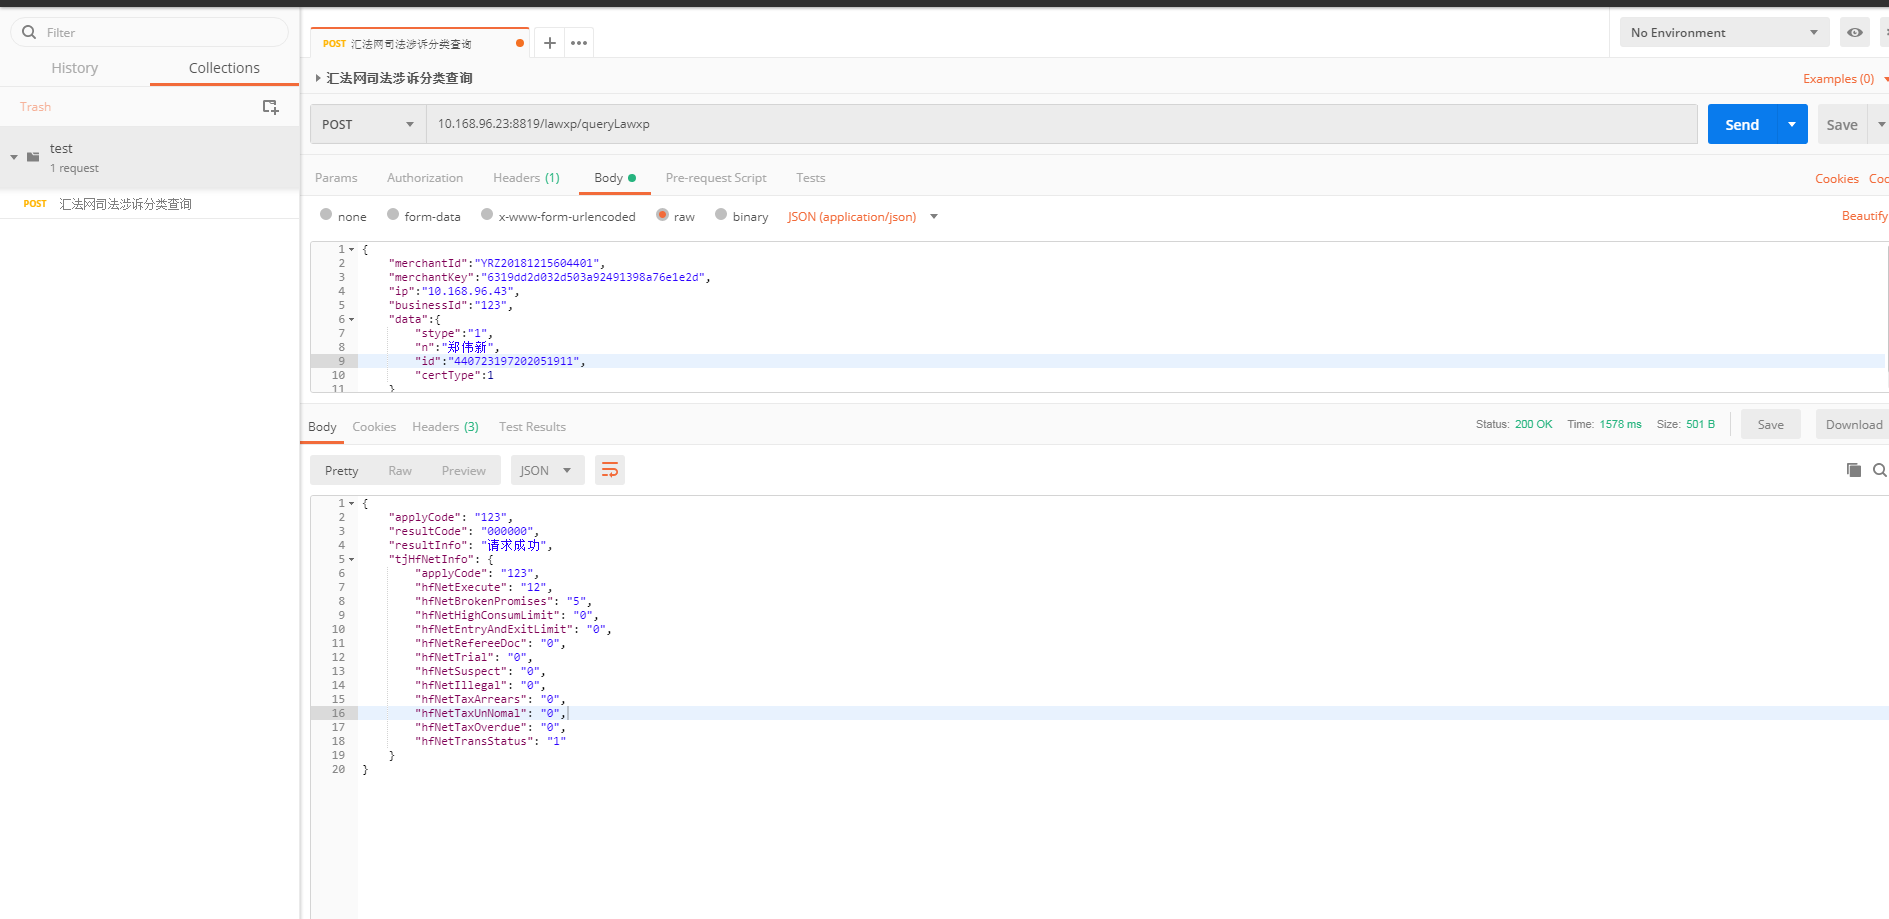 Filter
History
Collections
Trash
test
1 request
POST 汇法网司法涉诉分类查询
POST 汇法网司法涉诉分类查询
No Environment
汇法网司法涉诉分类查询
Examples (0)
POST
10.168.96.23:8819/lawxp/queryLawxp
Send
Save
Params Authorization Headers (1) Body Pre-request Script Tests
Cookies Coc
none form-data x-www-form-urlencoded raw binary JSON (application/json)
Beautify
1 {
2 "merchantId":"YRZ20181215604401",
3 "merchantKey":"6319dd2d032d503a92491398a76e1e2d",
4 "ip":"10.168.96.43",
5 "businessId":"123",
6 "data":{
7 "stype":"1",
8 "n":"郑伟新",
9 "id":"440723197202051911",
10 "certType":1
11 }
Body Cookies Headers (3) Test Results
Status: 200 OK Time: 1578 ms Size: 501 B
Save
Download
Pretty Raw Preview JSON
1 {
2 "applyCode": "123",
3 "resultCode": "000000",
4 "resultInfo": "请求成功",
5 "tjHfNetInfo": {
6 "applyCode": "123",
7 "hfNetExecute": "12",
8 "hfNetBrokenPromises": "5",
9 "hfNetHighConsumLimit": "0",
10 "hfNetEntryAndExitLimit": "0",
11 "hfNetRefereeDoc": "0",
12 "hfNetTrial": "0",
13 "hfNetSuspect": "0",
14 "hfNetIllegal": "0",
15 "hfNetTaxArrears": "0",
16 "hfNetTaxUnNomal": "0",
17 "hfNetTaxOverdue": "0",
18 "hfNetTransStatus": "1"
19 }
20 }